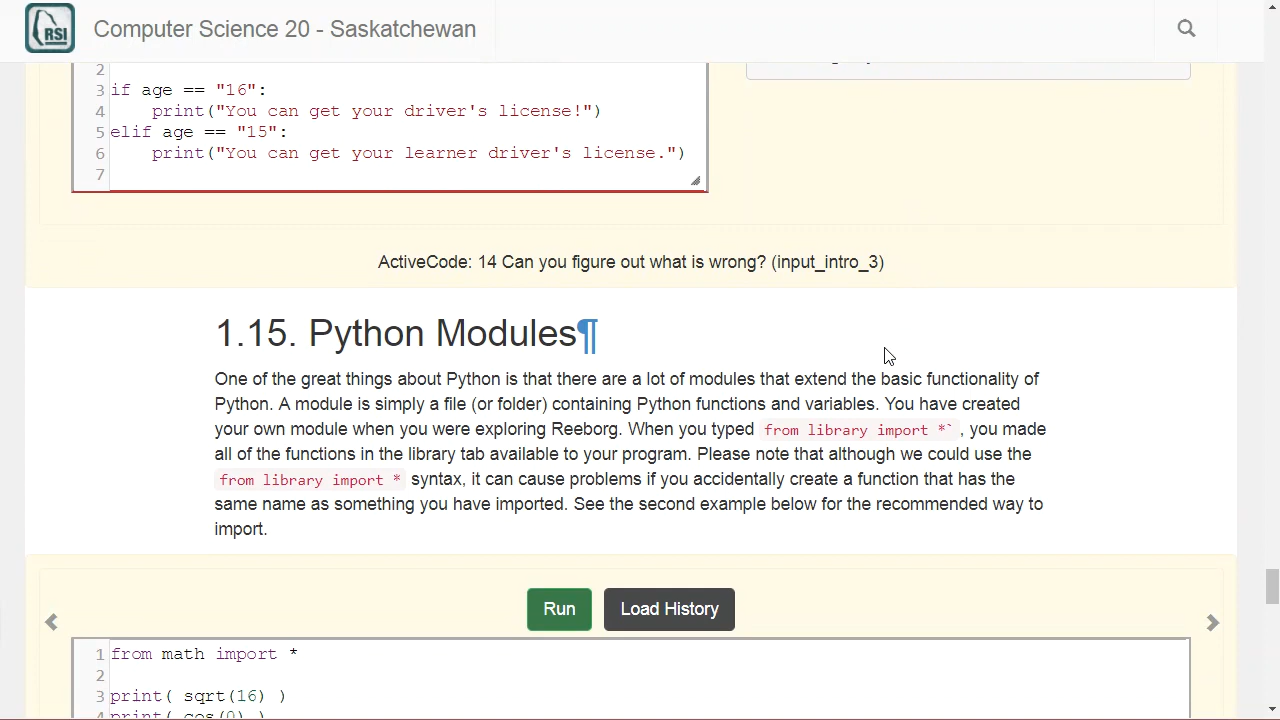 RSI
Computer Science 20 - Saskatchewan
2
3 if age == "16":
4 print("You can get your driver's license!")
5 elif age == "15":
6 print("You can get your learner driver's license.")
7
ActiveCode: 14 Can you figure out what is wrong? (input_intro_3)
1.15. Python Modules¶
One of the great things about Python is that there are a lot of modules that extend the basic functionality of
Python. A module is simply a file (or folder) containing Python functions and variables. You have created
your own module when you were exploring Reeborg. When you typed from library import *` , you made
all of the functions in the library tab available to your program. Please note that although we could use the
from library import * syntax, it can cause problems if you accidentally create a function that has the
same name as something you have imported. See the second example below for the recommended way to
import.
Run
Load History
1 from math import *
2
3 print( sqrt(16) )
4 print( cos(0) )